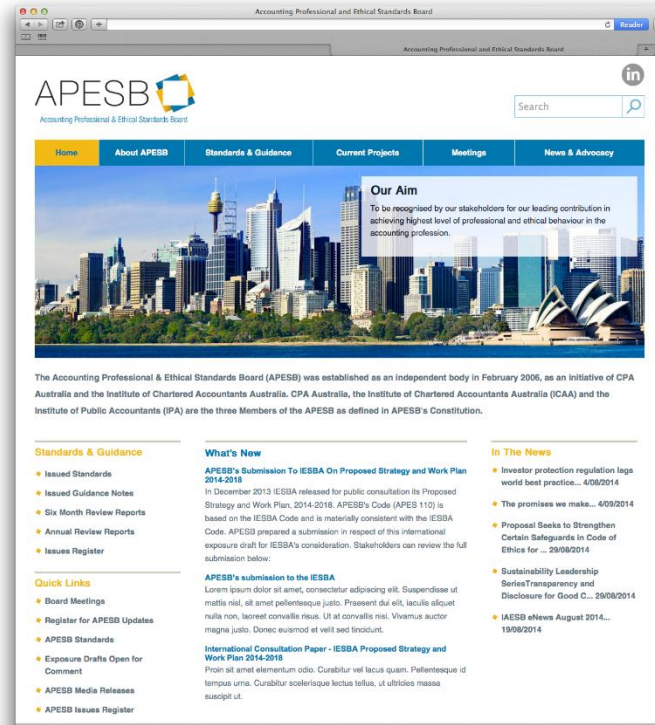 Accounting Professional and Ethical Standards Board
Reader
Accounting Professional and Ethical Standards Board
APESB
Accounting Professional & Ethical Standards Board
in
Search
Home
About APESB
Standards & Guidance
Current Projects
Meetings
News & Advocacy
Our Aim
To be recognised by our stakeholders for our leading contribution in
achieving highest level of professional and ethical behaviour in the
accounting profession.
The Accounting Professional & Ethical Standards Board (APESB) was established as an independent body in February 2006, as an initiative of CPA
Australia and the Institute of Chartered Accountants Australia. CPA Australia, the Institute of Chartered Accountants Australia (ICAA) and the
Institute of Public Accountants (IPA) are the three Members of the APESB as defined in APESB's Constitution.
Standards & Guidance
Issued Standards
Issued Guidance Notes
Six Month Review Reports
Annual Review Reports
Issues Register
Quick Links
Board Meetings
Register for APESB Updates
APESB Standards
Exposure Drafts Open for
Comment
APESB Media Releases
APESB Issues Register
What's New
APESB's Submission To IESBA On Proposed Strategy and Work Plan
2014-2018
In December 2013 IESBA released for public consultation its Proposed
Strategy and Work Plan, 2014-2018. APESB's Code (APES 110) is
based on the IESBA Code and is materially consistent with the IESBA
Code. APESB prepared a submission in respect of this international
exposure draft for IESBA's consideration. Stakeholders can review the full
submission below:
APESB's submission to the IESBA
Lorem ipsum dolor sit amet, consectetur adipiscing elit. Suspendisse ut
mattis nisl, sit amet pellentesque justo. Praesent dui elit, iaculis aliquet
nulla non, laoreet convallis risus. Ut at convallis nisi. Vivamus auctor
magna justo. Donec euismod et velit sed tincidunt.
International Consultation Paper - IESBA Proposed Strategy and
Work Plan 2014-2018
Proin sit amet elementum odio. Curabitur vel lacus quam. Pellentesque id
tempus urna. Curabitur scelerisque lectus tellus, ut ultricies massa
suscipit ut.
In The News
Investor protection regulation lags
world best practice... 4/08/2014
The promises we make... 4/09/2014
Proposal Seeks to Strengthen
Certain Safeguards in Code of
Ethics for ... 29/08/2014
Sustainability Leadership
SeriesTransparency and
Disclosure for Good C... 29/08/2014
IAESB eNews August 2014...
19/08/2014